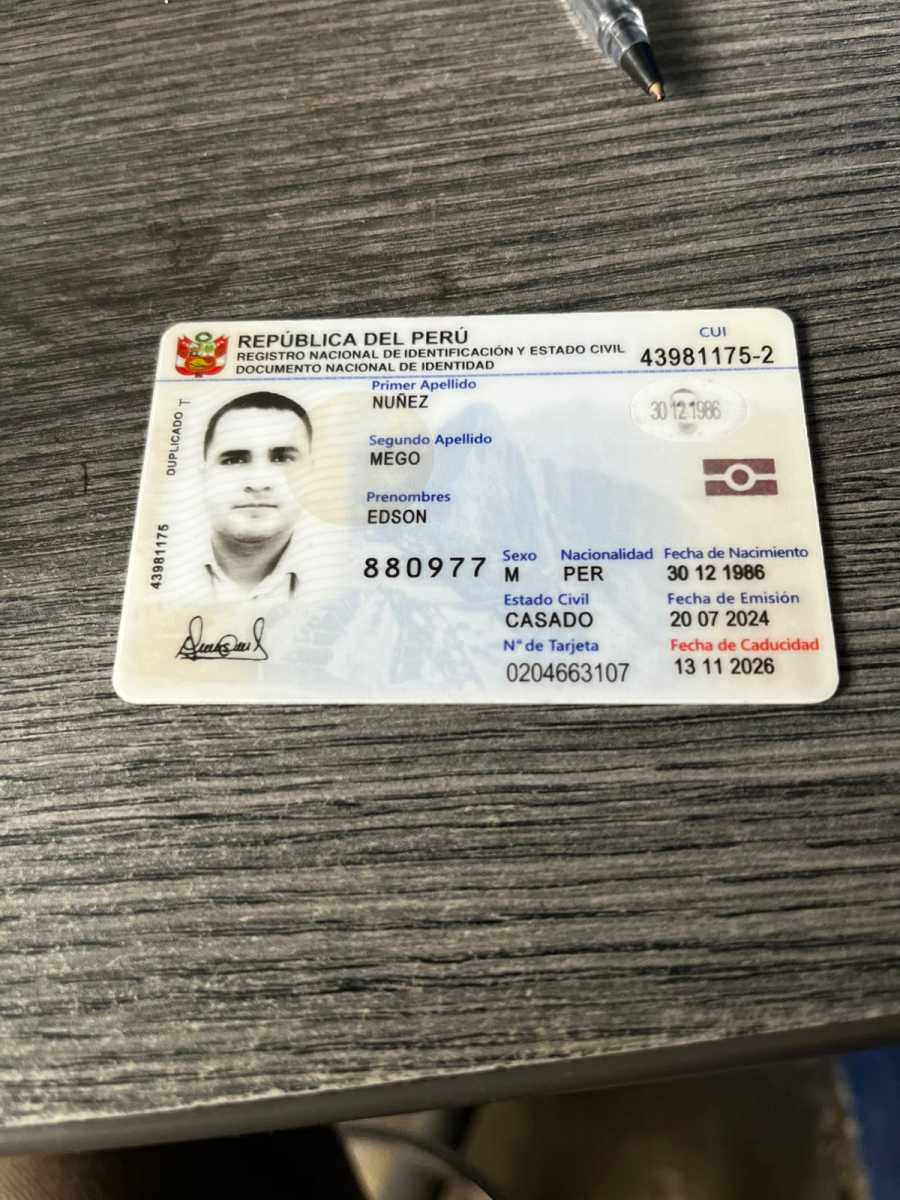 REPÚBLICA DEL PERÚ
REGISTRO NACIONAL DE IDENTIFICACIÓN Y ESTADO CIVIL
DOCUMENTO NACIONAL DE IDENTIDAD
CUI
43981175-2
Primer Apellido
NUÑEZ
Segundo Apellido
MEGO
Prenombres
EDSON
DUPLICADO T
43981175
30 12 1986
880977
Sexo Nacionalidad Fecha de Nacimiento
M PER 30 12 1986
Estado Civil Fecha de Emisión
CASADO 20 07 2024
N° de Tarjeta Fecha de Caducidad
0204663107 13 11 2026